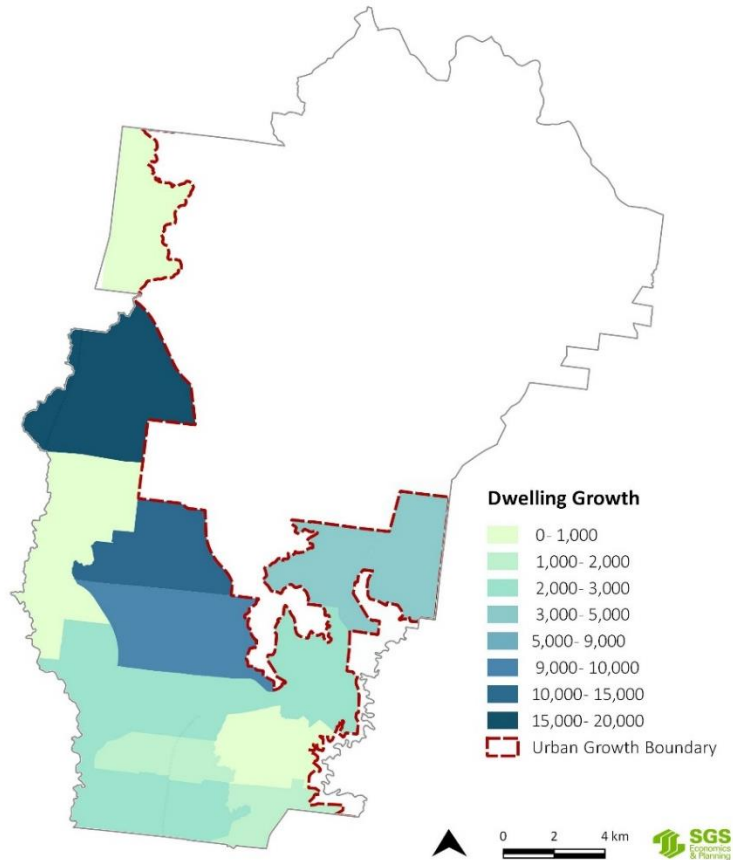 Dwelling Growth
0- 1,000
1,000- 2,000
2,000- 3,000
3,000- 5,000
5,000- 9,000
9,000- 10,000
10,000- 15,000
15,000- 20,000
Urban Growth Boundary
0 2 4 km
SGS
Economics
& Planning